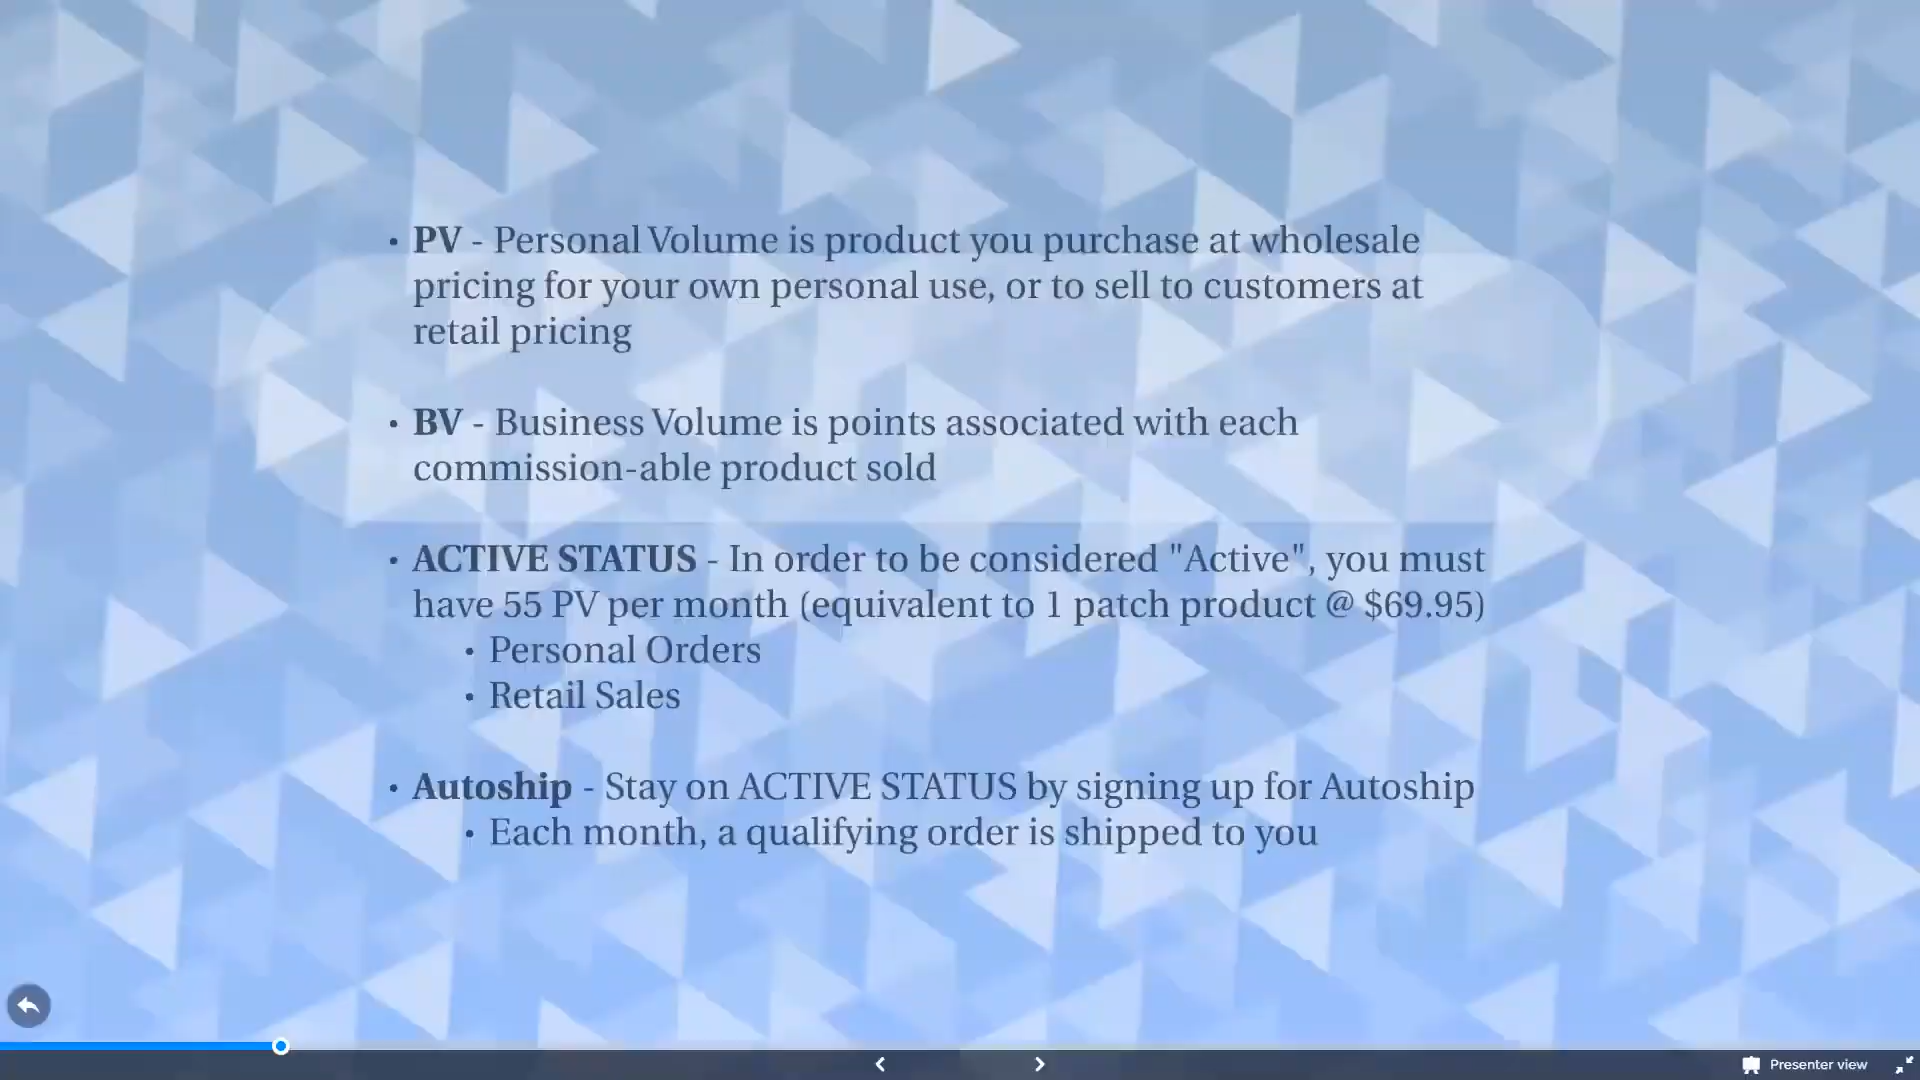 • PV - Personal Volume is product you purchase at wholesale
pricing for your own personal use, or to sell to customers at
retail pricing
• BV - Business Volume is points associated with each
commission-able product sold
• ACTIVE STATUS - In order to be considered "Active", you must
have 55 PV per month (equivalent to 1 patch product @ $69.95)
• Personal Orders
• Retail Sales
• Autoship - Stay on ACTIVE STATUS by signing up for Autoship
• Each month, a qualifying order is shipped to you
Presenter view